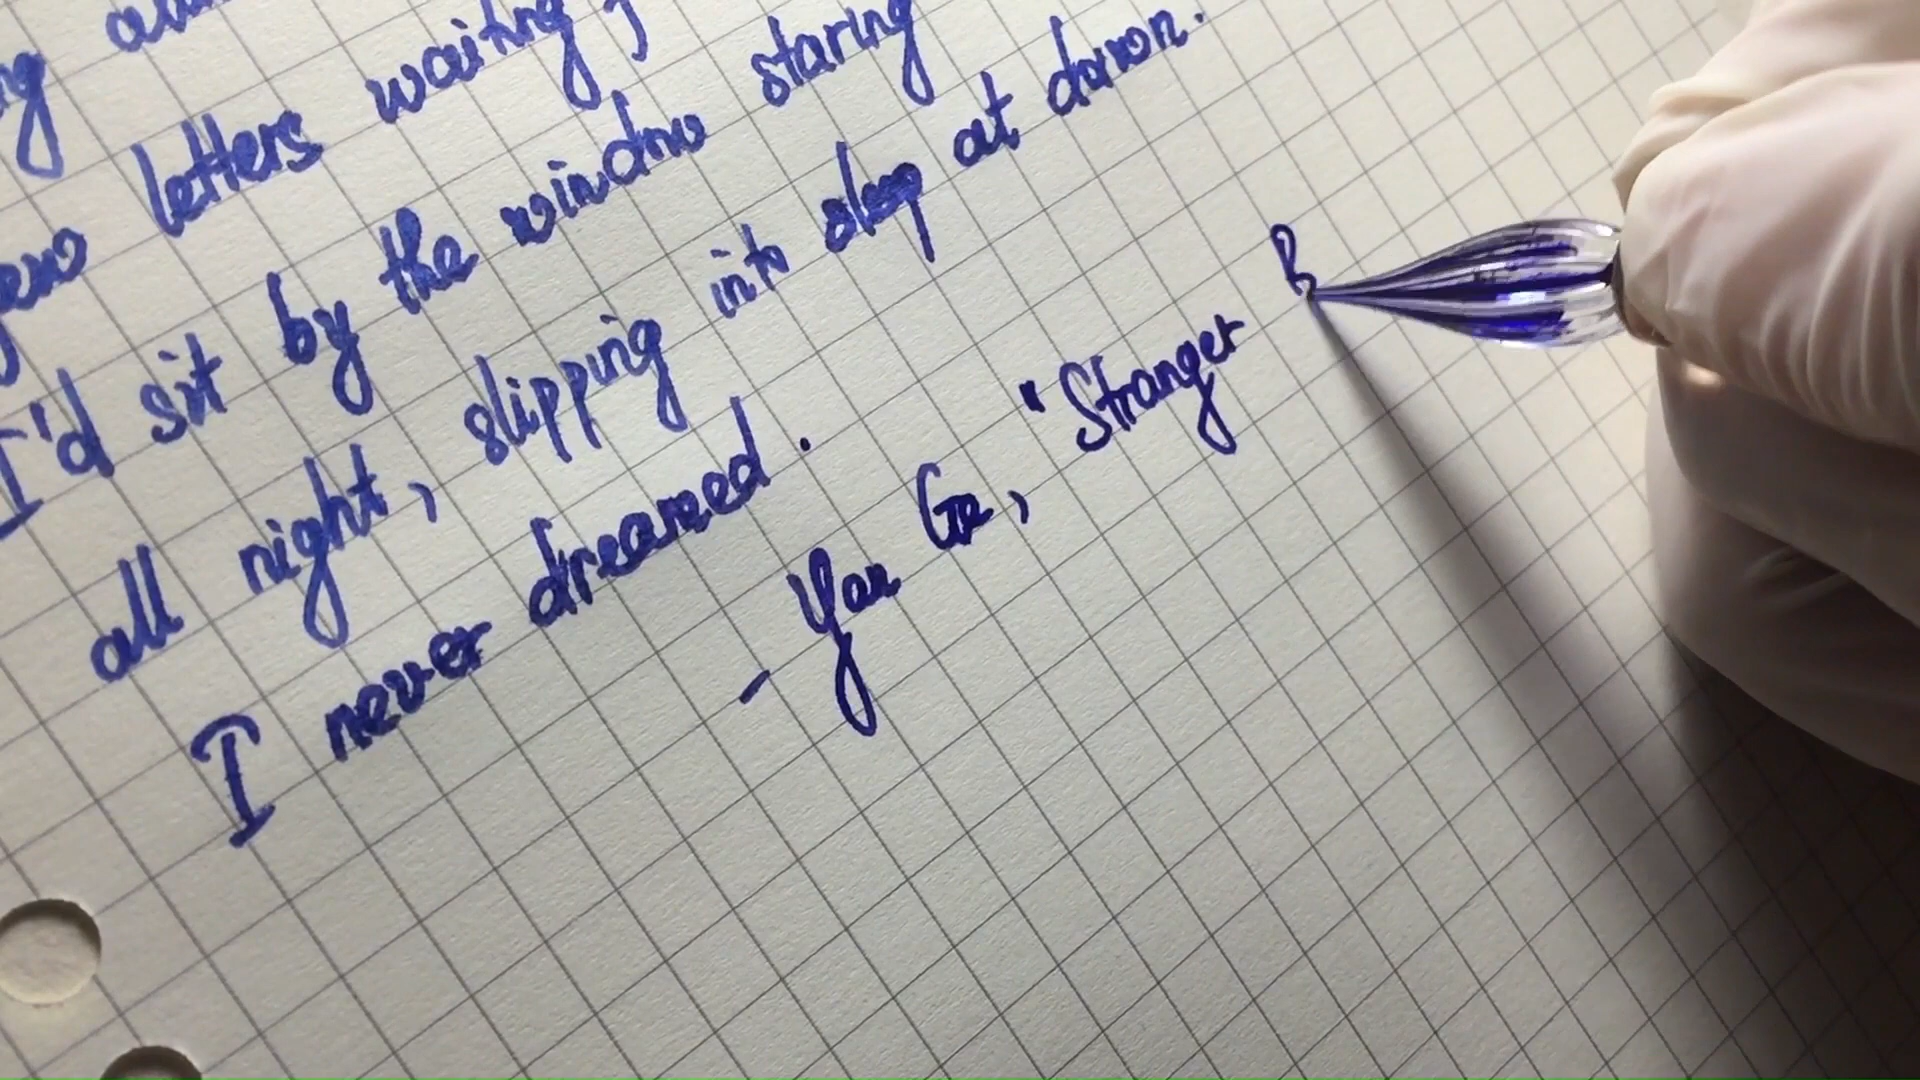 letters waiting,
I'd sit by the window staring
all night, slipping into sleep at dawn.
I never dreamed.
- Yan Ge, "Stranger B